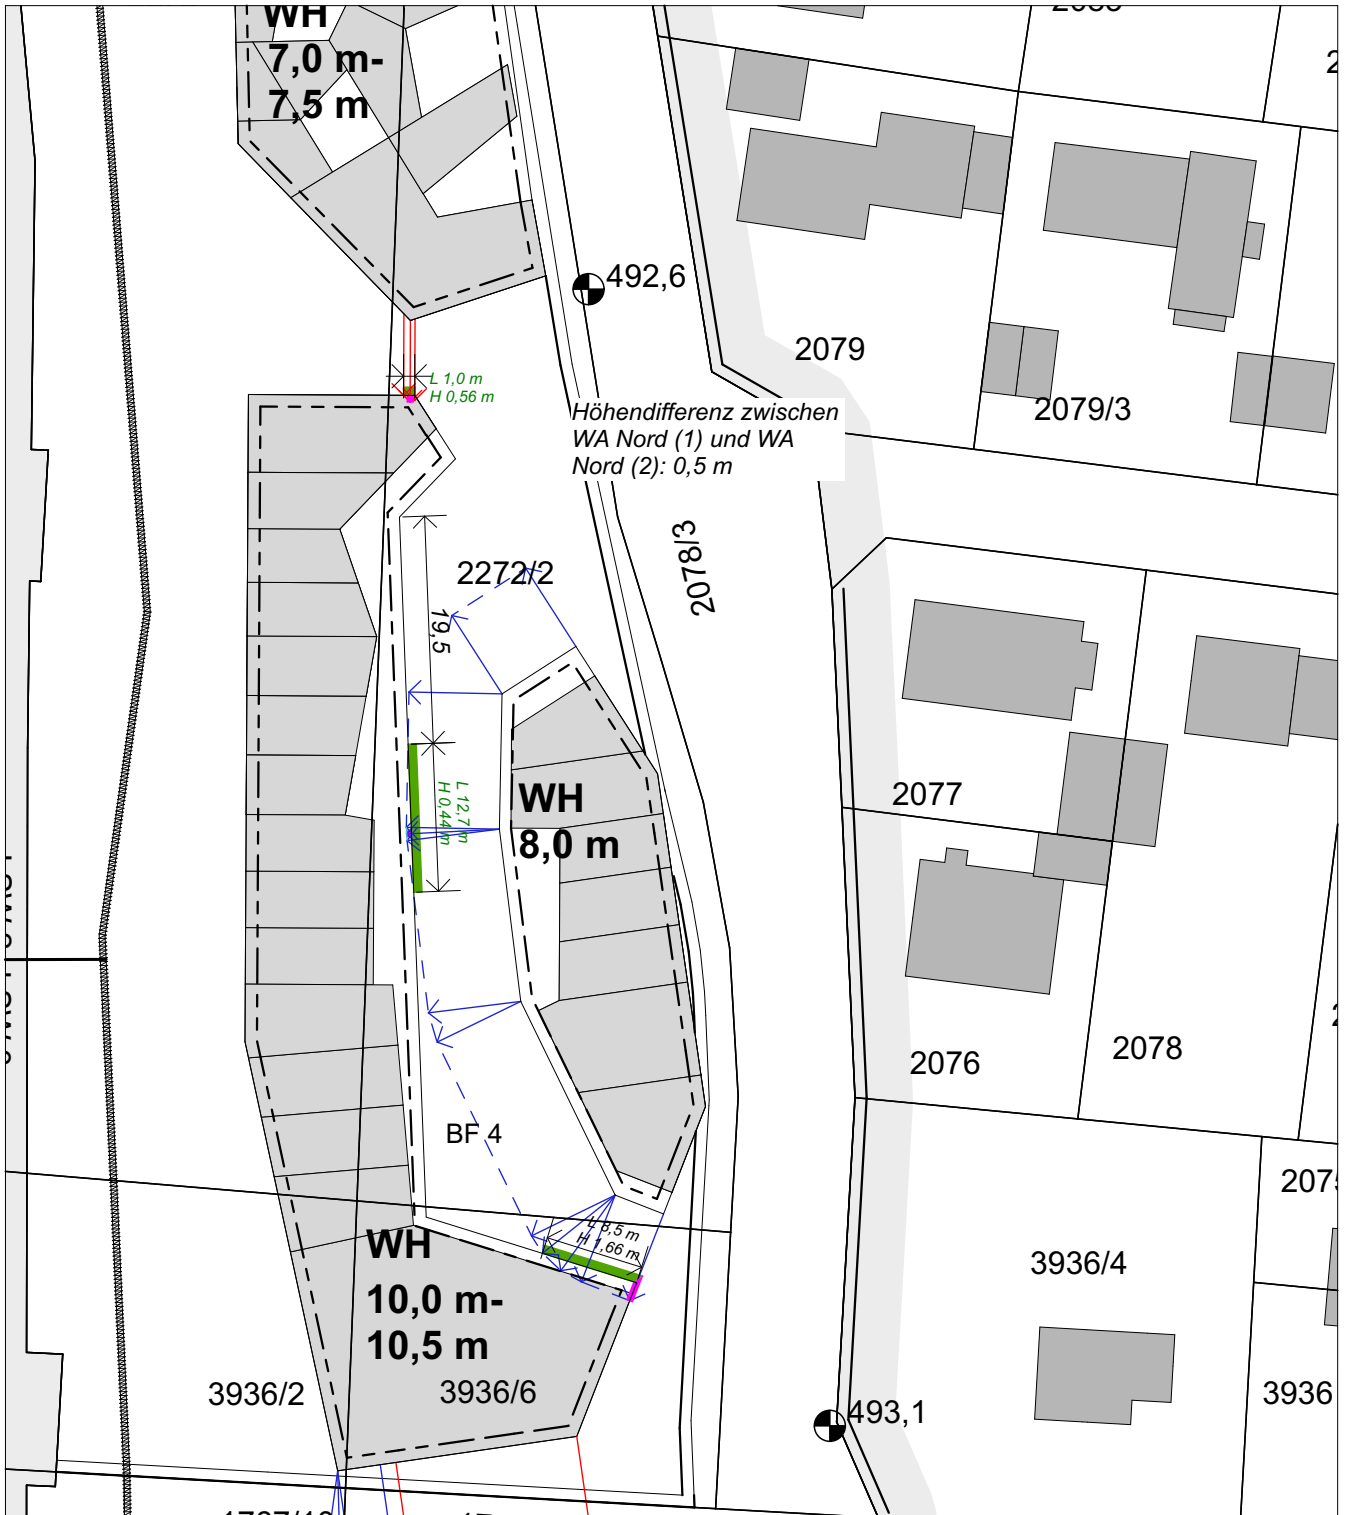 WH
7,0 m-
7,5 m
492,6
2079
L 1,0 m
H 0,56 m
2079/3
Höhendifferenz zwischen
WA Nord (1) und WA
Nord (2): 0,5 m
2078/3
2272/2
19,5
L 12,7 m
H 0,44 m
WH
8,0 m
2077
2076
2078
BF 4
L 8,5 m
H 1,66 m
WH
10,0 m-
10,5 m
3936/2
3936/6
3936/4
3936
493,1